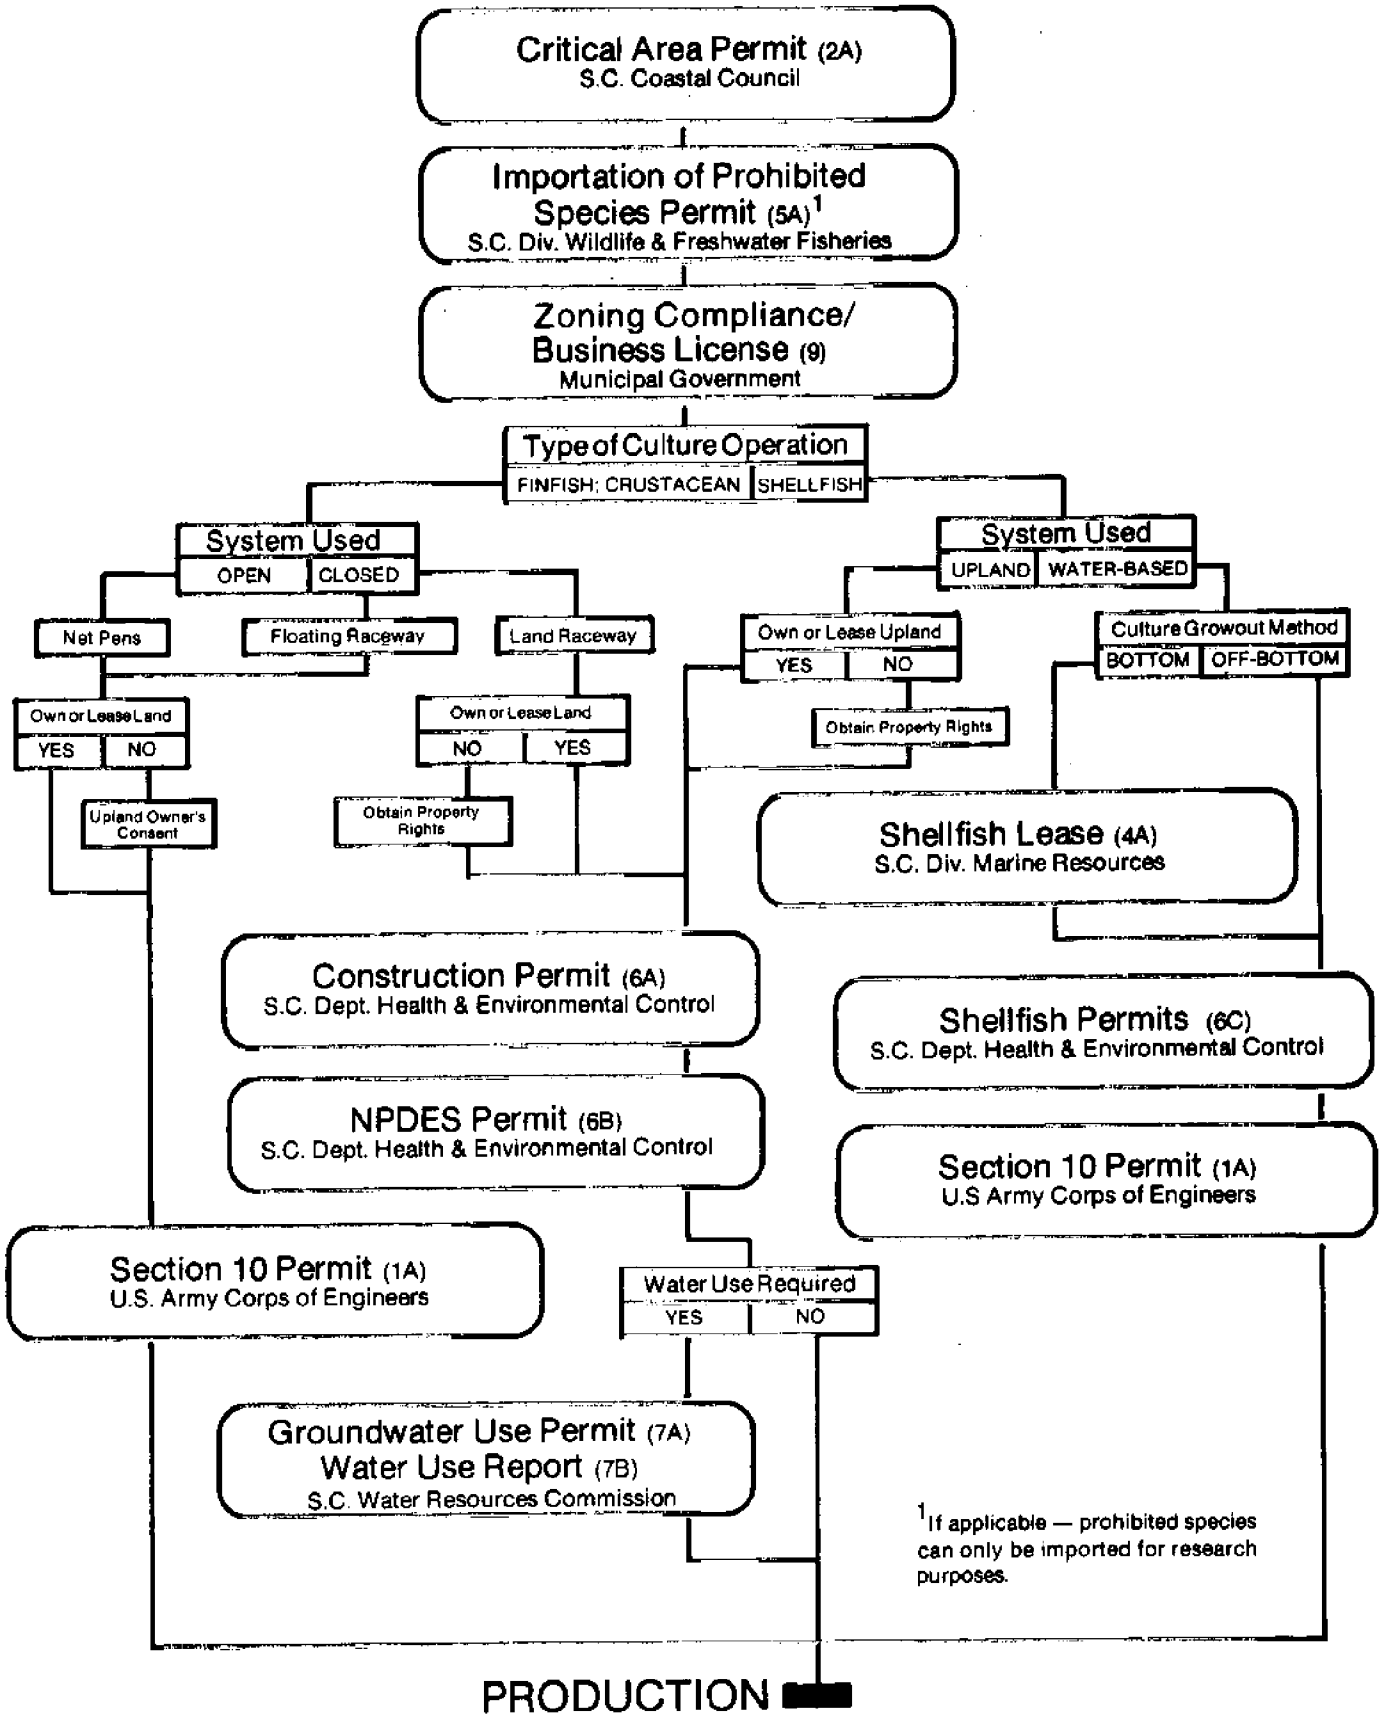 Critical Area Permit (2A)
S.C. Coastal Council
Importation of Prohibited
Species Permit (5A)1
S.C. Div. Wildlife & Freshwater Fisheries
Zoning Compliance/
Business License (9)
Municipal Government
Type of Culture Operation
FINFISH; CRUSTACEAN
SHELLFISH
System Used
OPEN
CLOSED
Net Pens
Floating Raceway
Land Raceway
Own or Lease Land
YES
NO
Upland Owner's
Consent
Own or Lease Land
NO
YES
Obtain Property
Rights
System Used
UPLAND
WATER-BASED
Own or Lease Upland
YES
NO
Obtain Property Rights
Culture Growout Method
BOTTOM
OFF-BOTTOM
Shellfish Lease (4A)
S.C. Div. Marine Resources
Construction Permit (6A)
S.C. Dept. Health & Environmental Control
Shellfish Permits (6C)
S.C. Dept. Health & Environmental Control
NPDES Permit (6B)
S.C. Dept. Health & Environmental Control
Section 10 Permit (1A)
U.S Army Corps of Engineers
Section 10 Permit (1A)
U.S. Army Corps of Engineers
Water Use Required
YES
NO
Groundwater Use Permit (7A)
Water Use Report (7B)
S.C. Water Resources Commission
1If applicable — prohibited species
can only be imported for research
purposes.
PRODUCTION